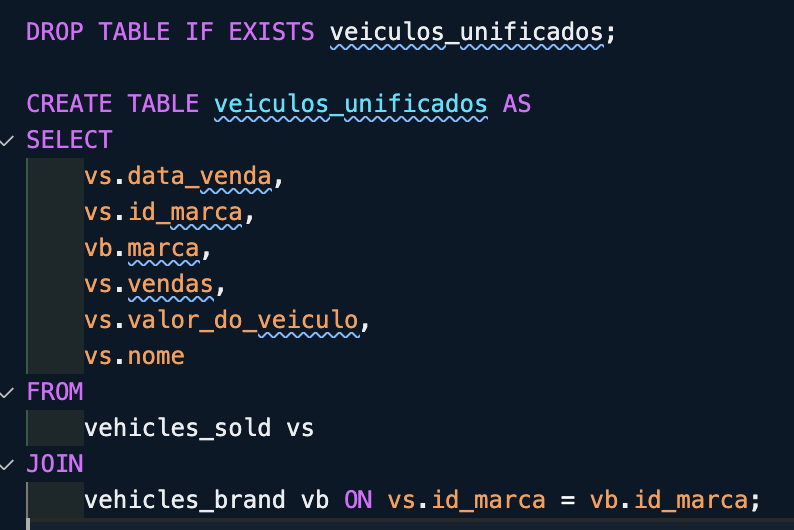 DROP TABLE IF EXISTS veiculos_unificados;
CREATE TABLE veiculos_unificados AS
SELECT
vs.data_venda,
vs.id_marca,
vb.marca,
vs.vendas,
vs.valor_do_veiculo,
vs.nome
FROM
vehicles_sold vs
JOIN
vehicles_brand vb ON vs.id_marca = vb.id_marca;